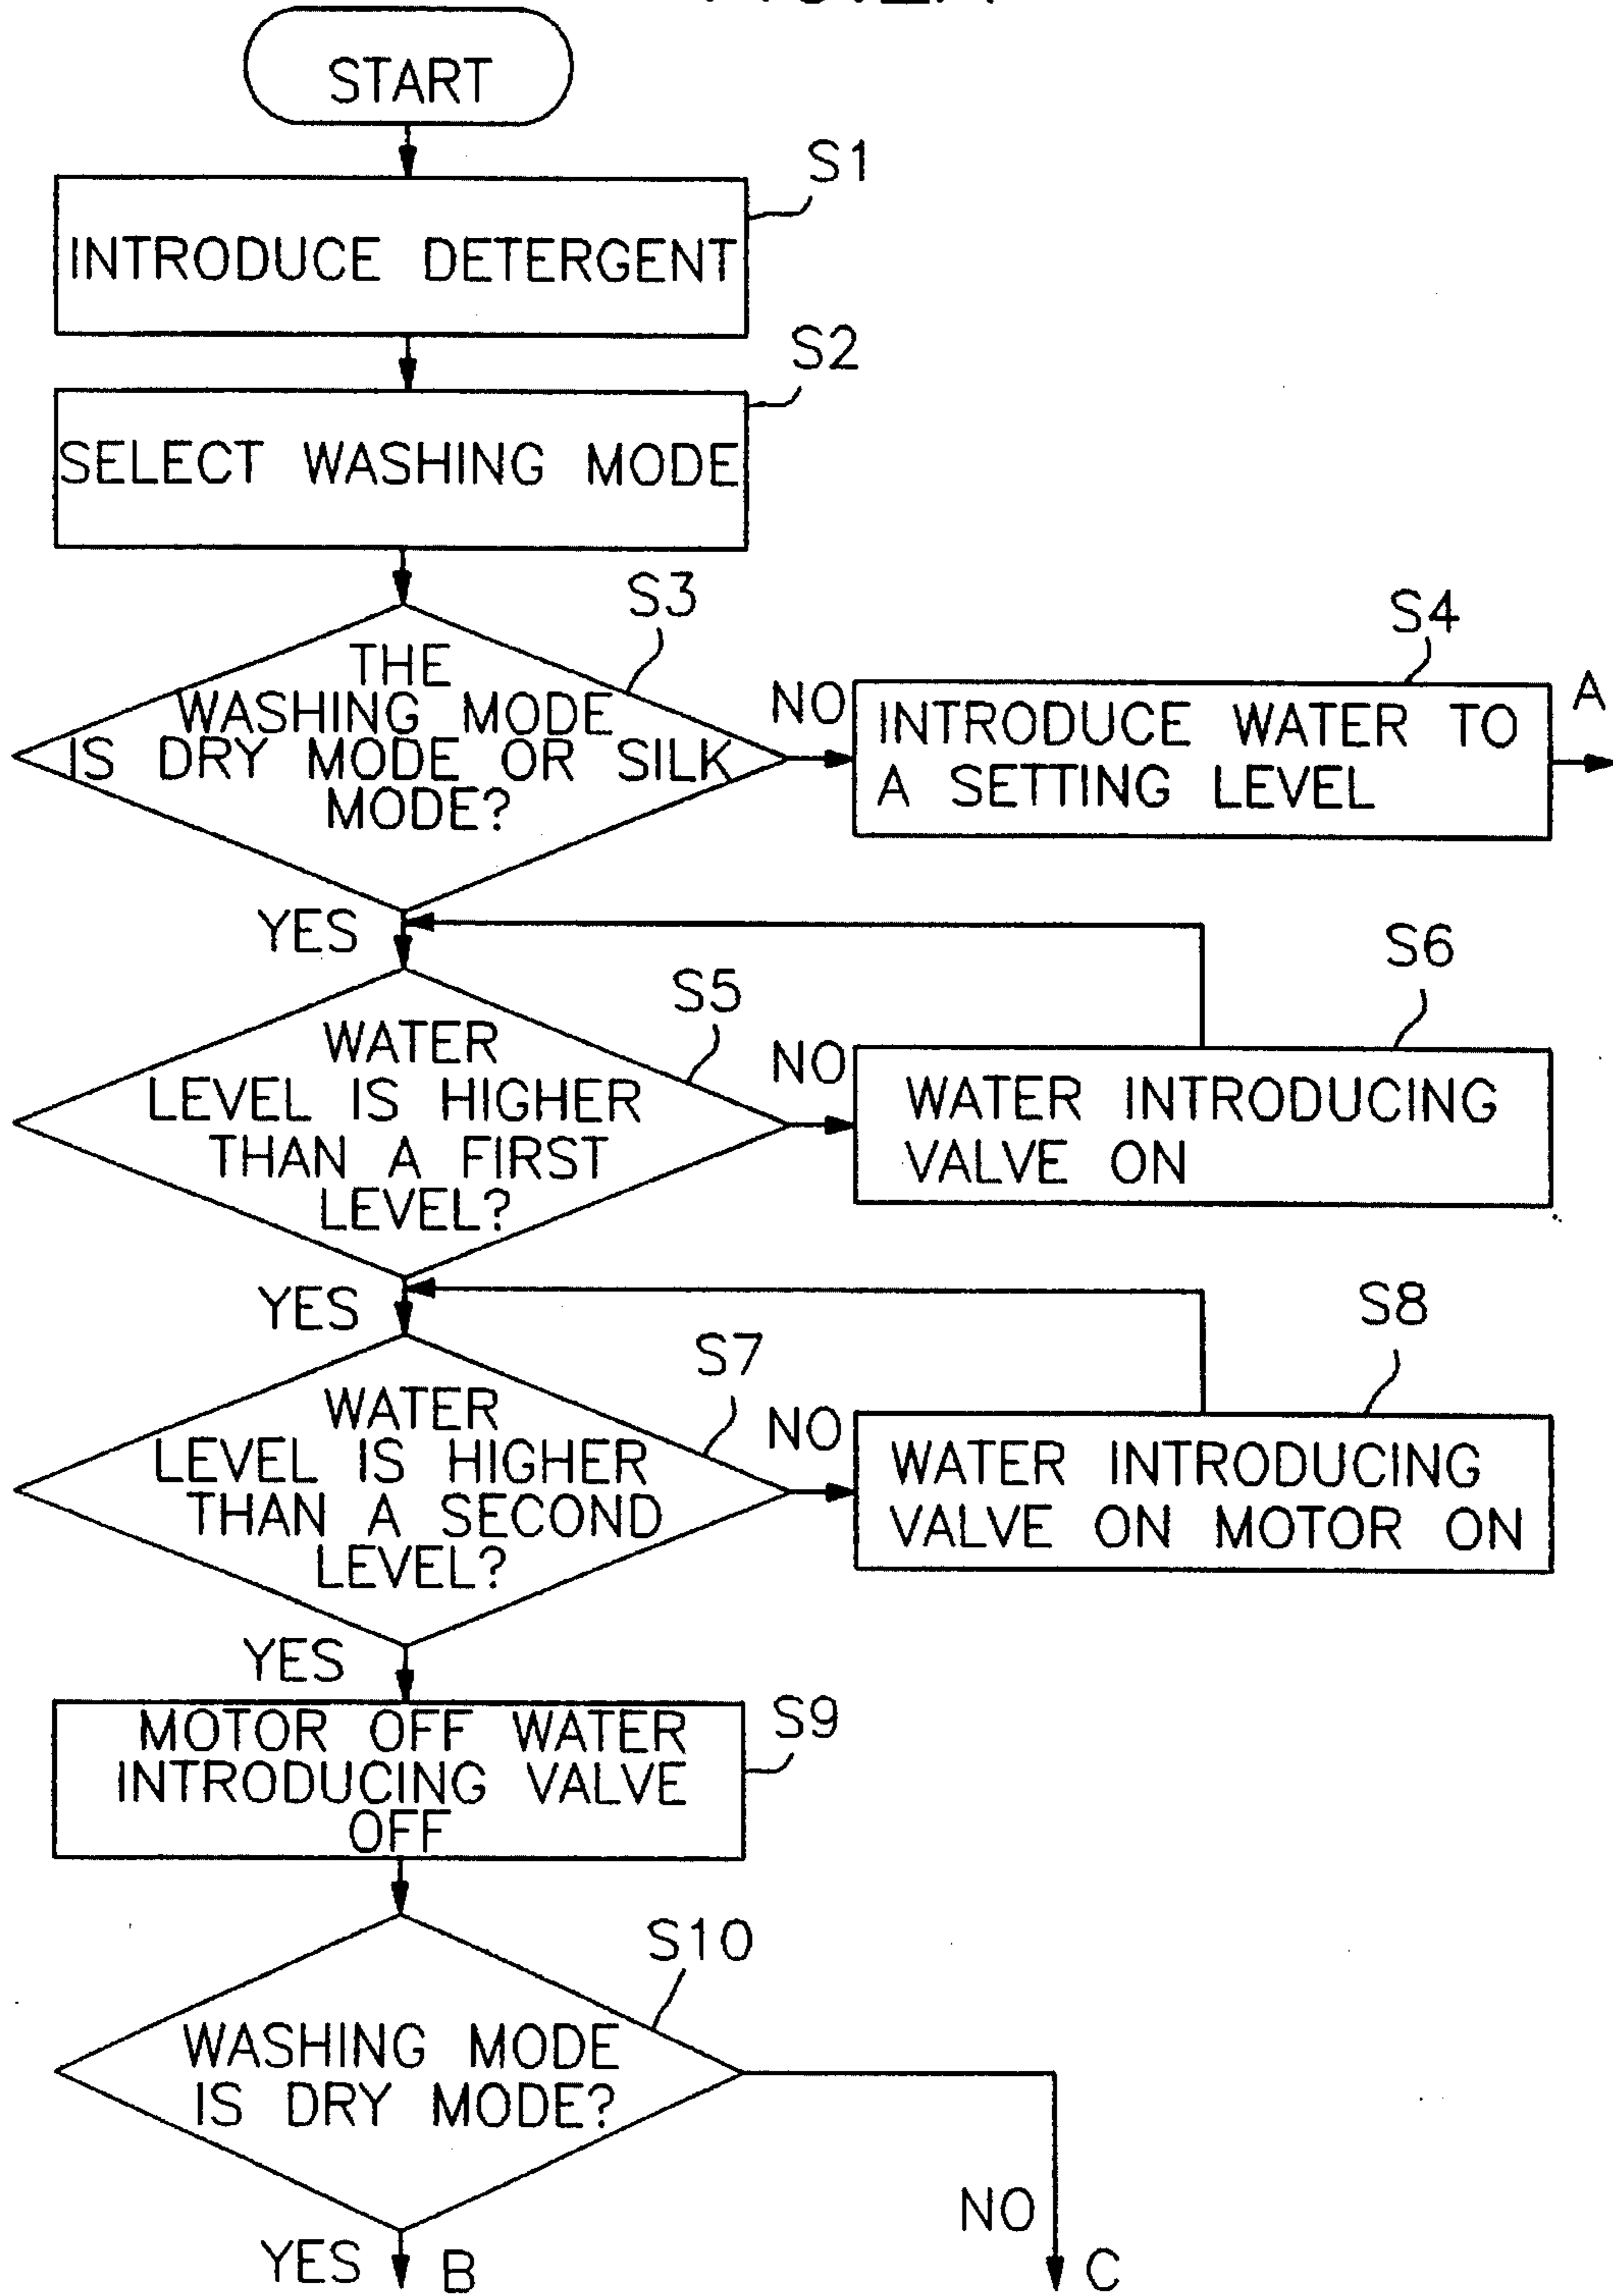 START
S1
INTRODUCE DETERGENT
S2
SELECT WASHING MODE
S3
THE
WASHING MODE
IS DRY MODE OR SILK
MODE?
NO
S4
INTRODUCE WATER TO
A SETTING LEVEL
A
YES
S5
WATER
LEVEL IS HIGHER
THAN A FIRST
LEVEL?
NO
S6
WATER INTRODUCING
VALVE ON
YES
S7
WATER
LEVEL IS HIGHER
THAN A SECOND
LEVEL?
NO
S8
WATER INTRODUCING
VALVE ON MOTOR ON
YES
S9
MOTOR OFF WATER
INTRODUCING VALVE
OFF
S10
WASHING MODE
IS DRY MODE?
NO
C
YES
B